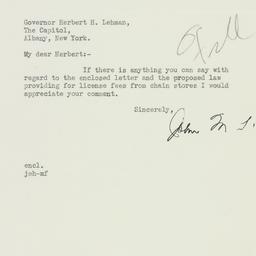 Governor Herbert H. Lehman,
The Capitol,
Albany, New York.
My dear Herbert:-
If there is anything you can say with
regard to the enclosed letter and the proposed law
providing for license fees from chain stores I would
appreciate your comment.
Sincerely,
John M
encl.
jeh-mf